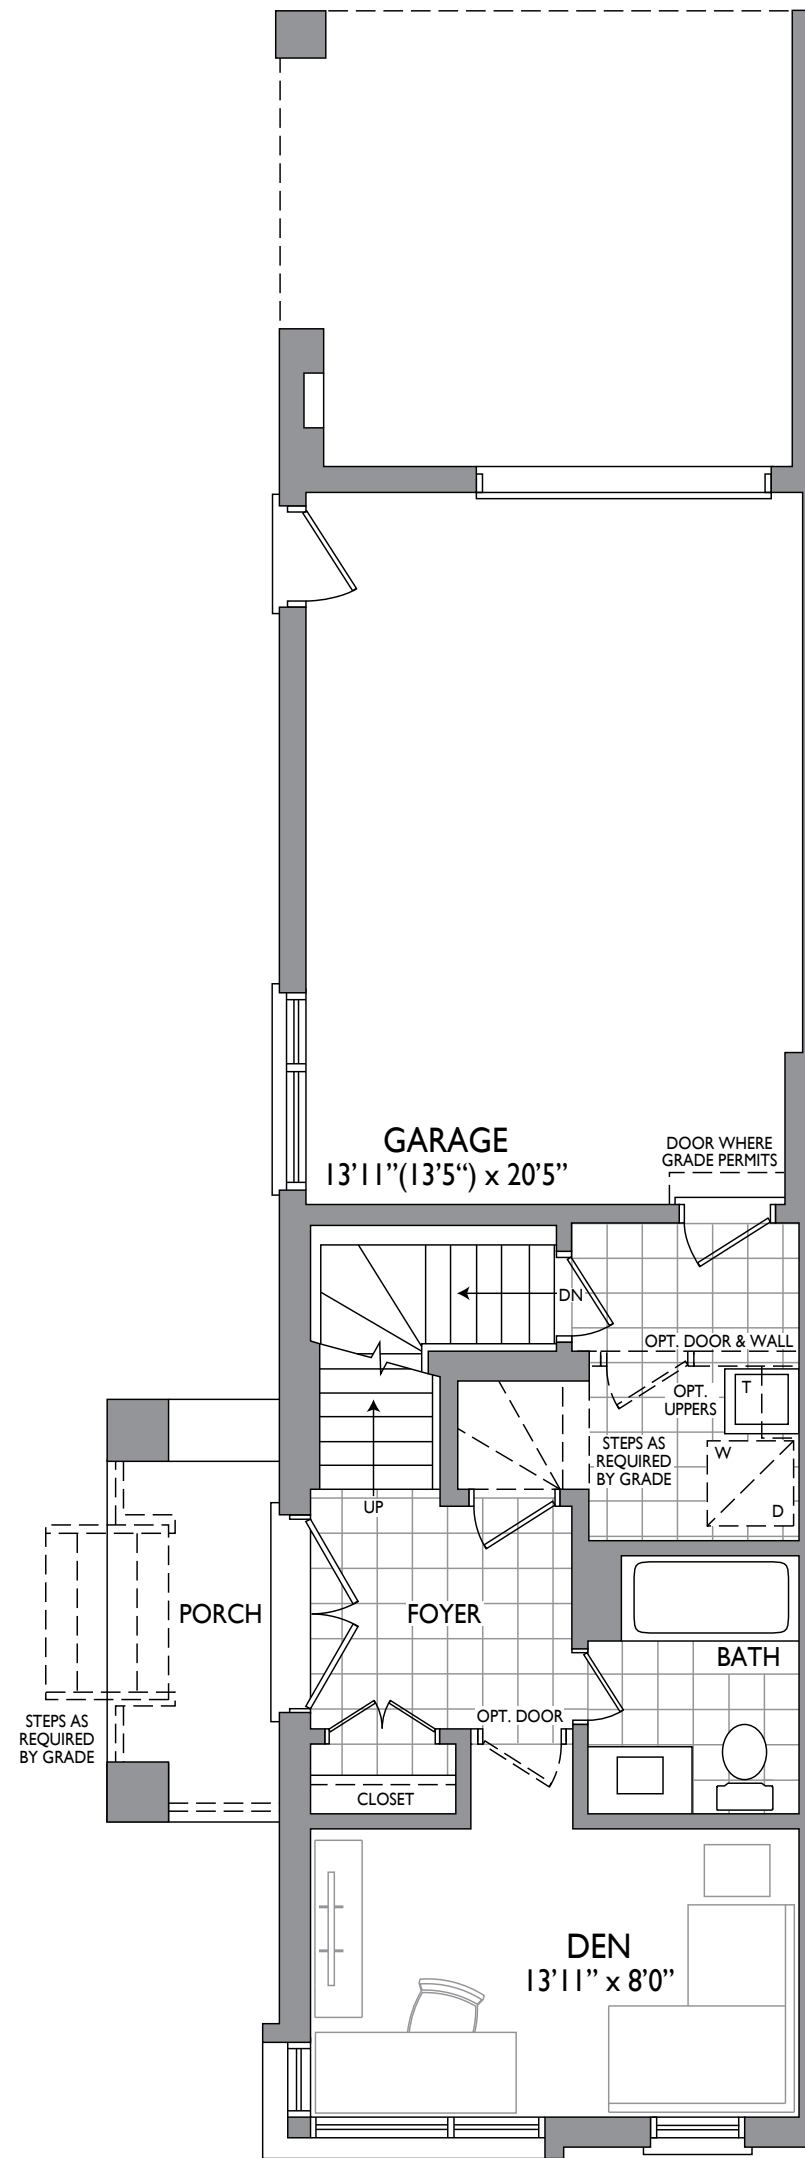 GARAGE
13'11”(13'5“) x 20'5”
DOOR WHERE
GRADE PERMITS
DN
OPT. DOOR & WALL
OPT.
UPPERS
T
STEPS AS
REQUIRED
BY GRADE
W
D
UP
PORCH
FOYER
BATH
STEPS AS
REQUIRED
BY GRADE
OPT. DOOR
CLOSET
DEN
13'11” x 8'0”